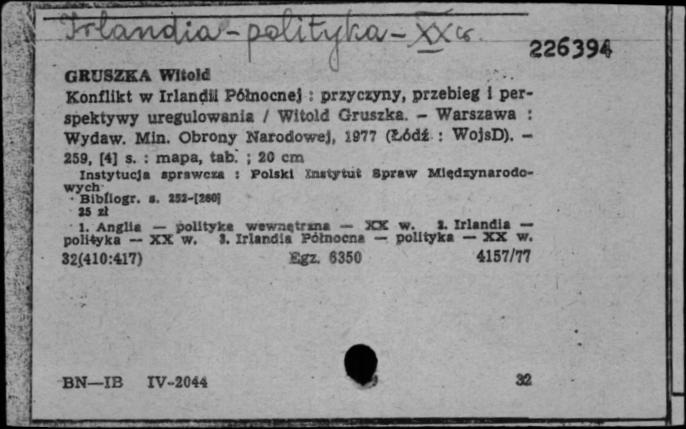 Irlandia - polityka - XX w.
226394
GRUSZKA Witold
Konflikt w Irlandii Północnej : przyczyny, przebieg i per-
spektywy uregulowania / Witold Gruszka. — Warszawa :
Wydaw. Min. Obrony Narodowej, 1977 (Łódź : WojsD). —
259, [4] s. : mapa, tab. ; 20 cm
Instytucja sprawcza : Polski Instytut Spraw Międzynarodo-
wych
Bibliogr. s. 252-[260]
25 zł
1. Anglia — polityka wewnętrzna — XX w. 2. Irlandia —
polityka — XX w. 3. Irlandia Północna — polityka — XX w.
32(410:417) Egz. 6350 4157/77
BN—IB IV-2044 32